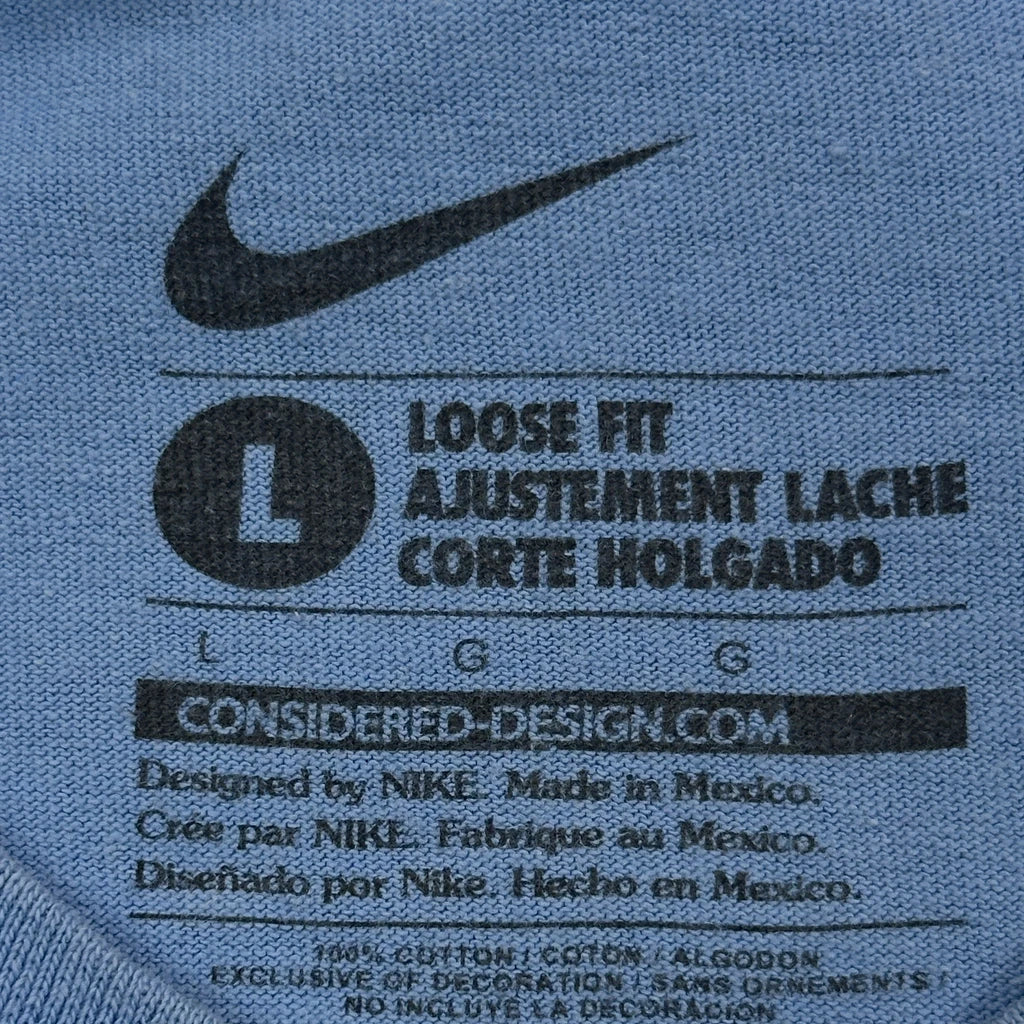 L
LOOSE FIT
AJUSTEMENT LACHE
CORTE HOLGADO
L G G
CONSIDERED-DESIGN.COM
Designed by NIKE. Made in Mexico.
Crée par NIKE. Fabrique au Mexico.
Diseñado por Nike. Hecho en Mexico.
100% COTTON / COTON / ALGODON
EXCLUSIVE OF DECORATION / SANS ORNEMENTS /
NO INCLUYE LA DECORACION